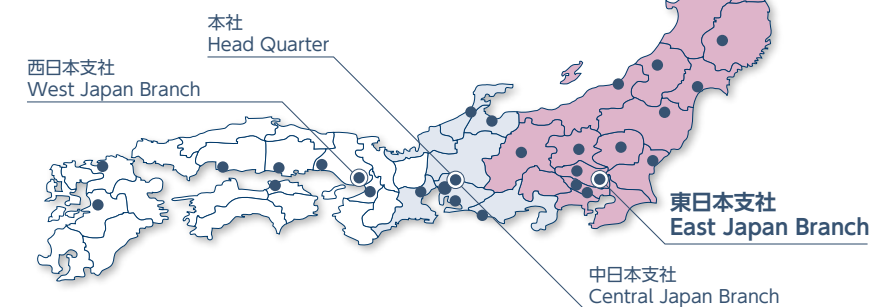 本社
Head Quarter
西日本支社
West Japan Branch
東日本支社
East Japan Branch
中日本支社
Central Japan Branch